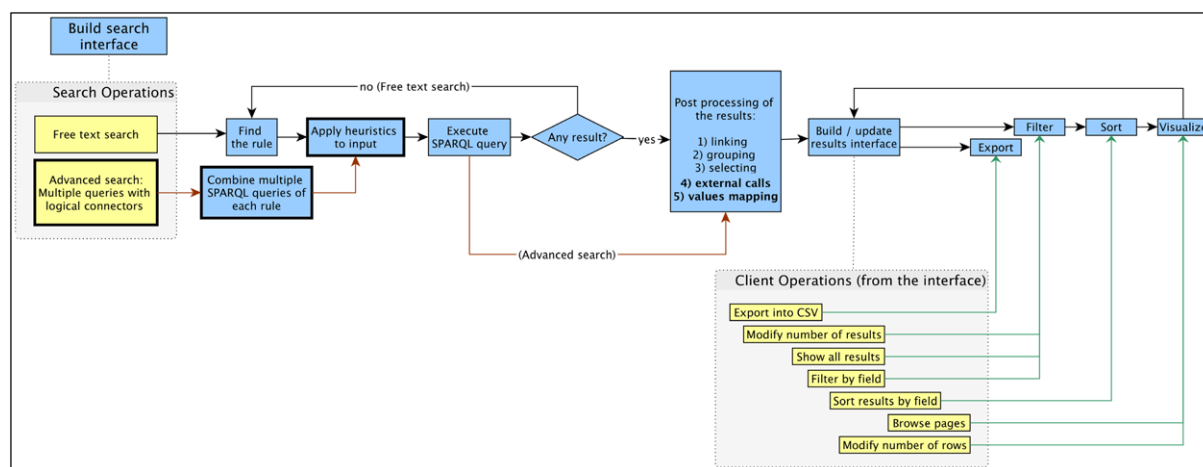 Build search
interface
Search Operations
Free text search
Advanced search:
Multiple queries with
logical connectors
no (Free text search)
Find
the rule
Apply heuristics
to input
Combine multiple
SPARQL queries of
each rule
Execute
SPARQL query
Any result?
yes
(Advanced search)
Post processing of
the results:
1) linking
2) grouping
3) selecting
4) external calls
5) values mapping
Build / update
results interface
Filter
Sort
Visualize
Export
Client Operations (from the interface)
Export into CSV
Modify number of results
Show all results
Filter by field
Sort results by field
Browse pages
Modify number of rows